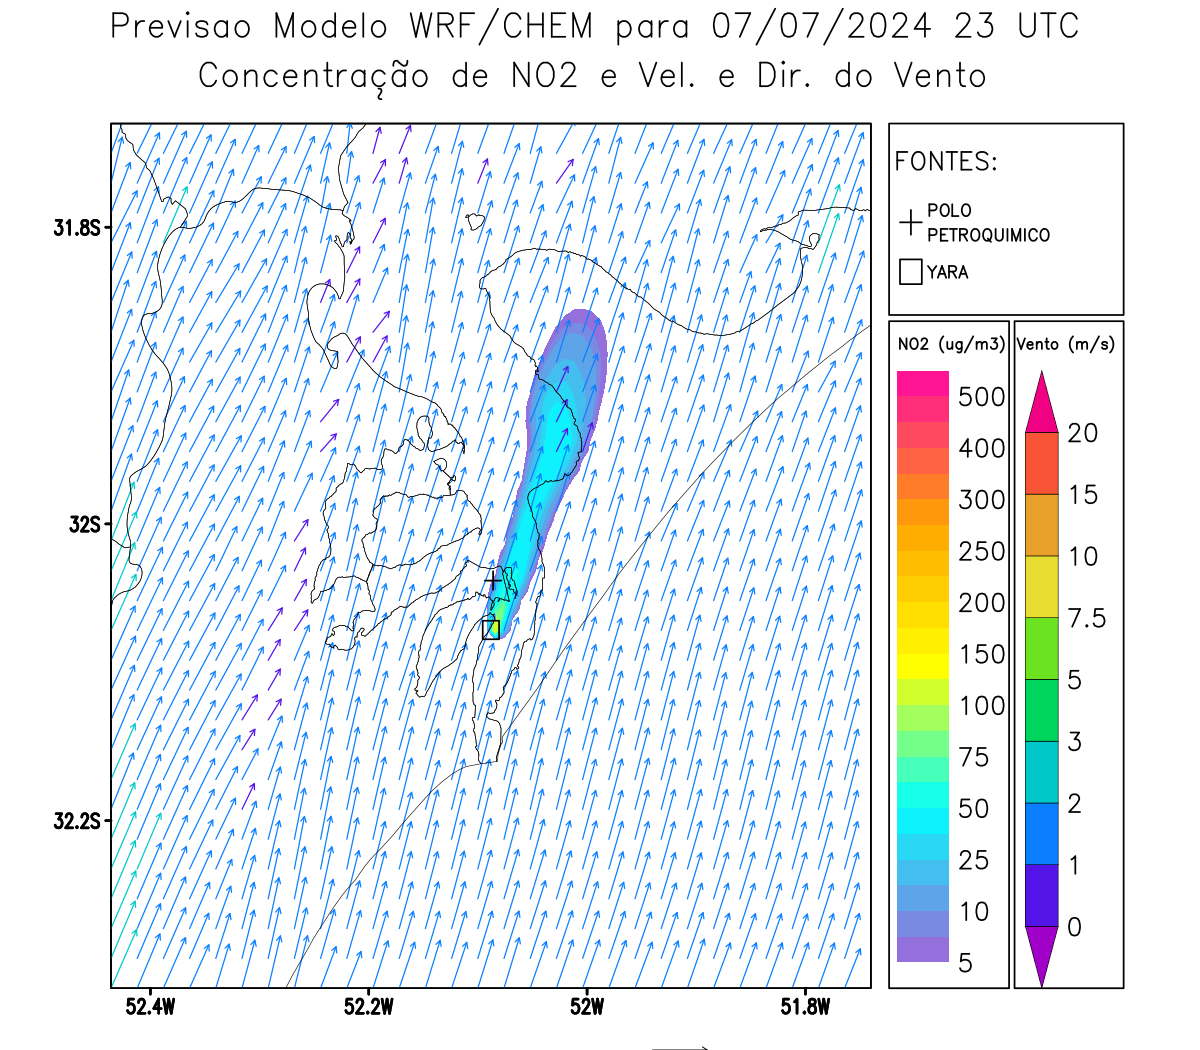 Previsao Modelo WRF/CHEM para 07/07/2024 23 UTC
Concentração de NO2 e Vel. e Dir. do Vento
FONTES:
POLO
PETROQUIMICO
YARA
31.8S
32S
32.2S
52.4W
52.2W
52W
51.8W
NO2 (ug/m3)
500
400
300
250
200
150
100
75
50
25
10
5
Vento (m/s)
20
15
10
7.5
5
3
2
1
0